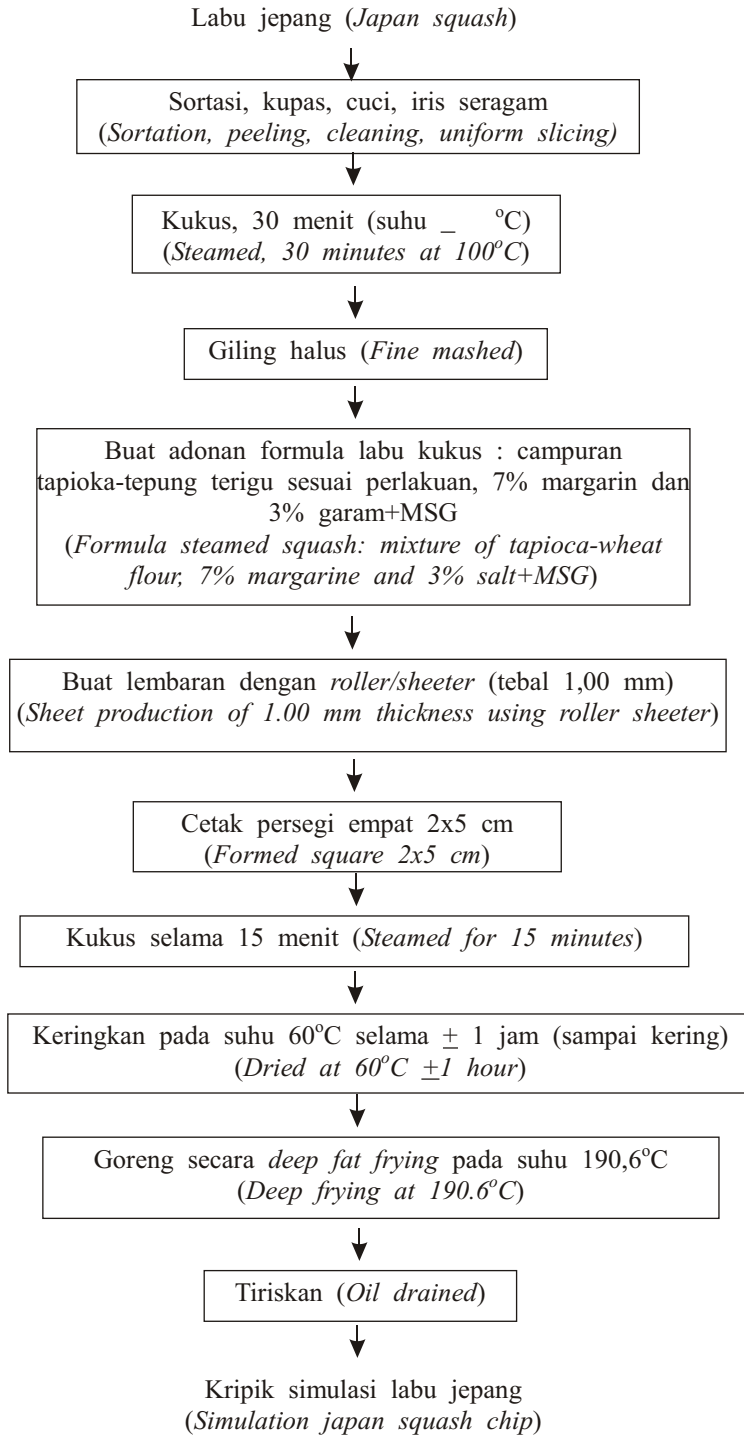 Labu jepang (Japan squash)
Sortasi, kupas, cuci, iris seragam
(Sortation, peeling, cleaning, uniform slicing)
Kukus, 30 menit (suhu _ °C)
(Steamed, 30 minutes at 100°C)
Giling halus (Fine mashed)
Buat adonan formula labu kukus : campuran
tapioka-tepung terigu sesuai perlakuan, 7% margarin dan
3% garam+MSG
(Formula steamed squash: mixture of tapioca-wheat
flour, 7% margarine and 3% salt+MSG)
Buat lembaran dengan roller/sheeter (tebal 1,00 mm)
(Sheet production of 1.00 mm thickness using roller sheeter)
Cetak persegi empat 2x5 cm
(Formed square 2x5 cm)
Kukus selama 15 menit (Steamed for 15 minutes)
Keringkan pada suhu 60°C selama ± 1 jam (sampai kering)
(Dried at 60°C ±1 hour)
Goreng secara deep fat frying pada suhu 190,6°C
(Deep frying at 190.6°C)
Tiriskan (Oil drained)
Kripik simulasi labu jepang
(Simulation japan squash chip)